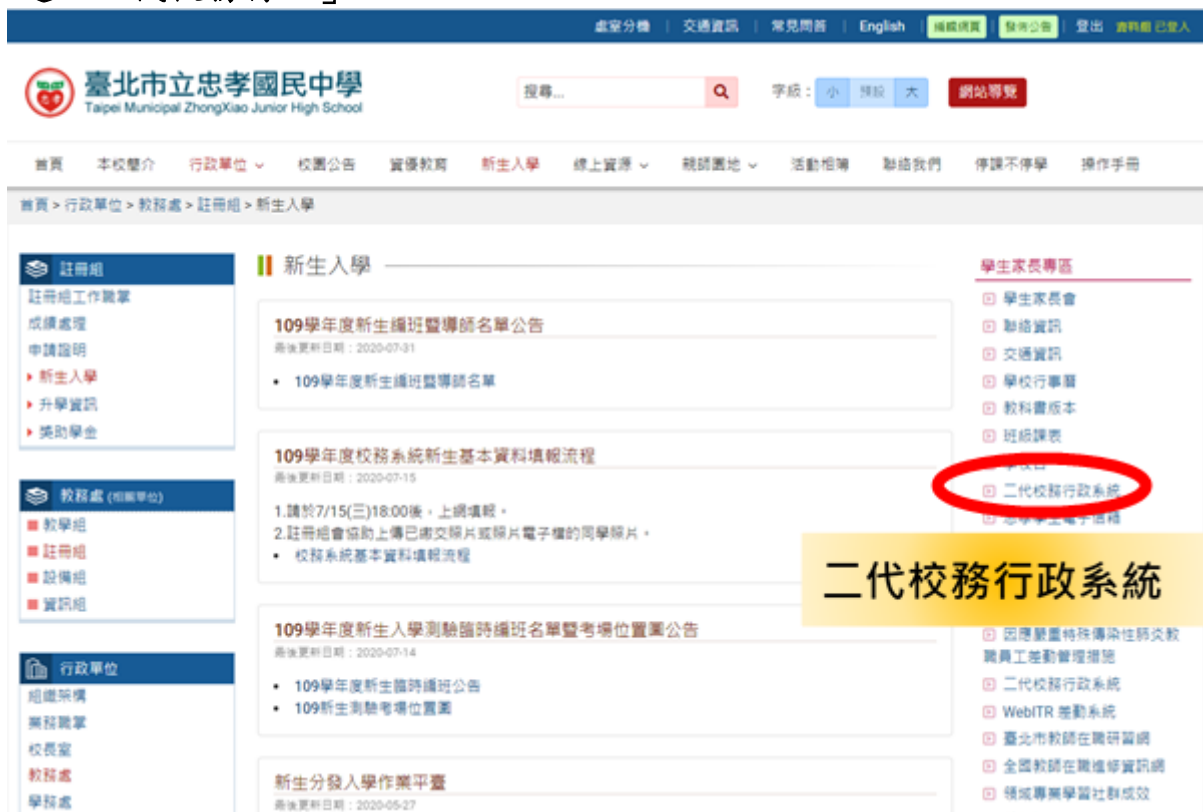 處室分機 | 交通資訊 | 常見問答 | English | 編輯網頁 | 發佈公告 | 登出 資料組 已登入
臺北市立忠孝國民中學
Taipei Municipal ZhongXiao Junior High School
搜尋...
字級：小 預設 大
網站導覽
首頁 本校簡介 行政單位 校園公告 資優教育 新生入學 線上資源 親師園地 活動相簿 聯絡我們 停課不停學 操作手冊
首頁 > 行政單位 > 教務處 > 註冊組 > 新生入學
註冊組
註冊組工作職掌
成績處理
申請證明
新生入學
升學資訊
獎助學金
教務處 (相關單位)
教學組
註冊組
設備組
資訊組
行政單位
組織架構
業務職掌
校長室
教務處
學務處
新生入學
109學年度新生編班暨導師名單公告
最後更新日期：2020-07-31
• 109學年度新生編班暨導師名單
109學年度校務系統新生基本資料填報流程
最後更新日期：2020-07-15
1.請於7/15(三)18:00後，上網填報。
2.註冊組會協助上傳已繳交照片或照片電子檔的同學照片。
• 校務系統基本資料填報流程
109學年度新生入學測驗臨時編班名單暨考場位置圖公告
最後更新日期：2020-07-14
• 109學年度新生臨時編班公告
• 109新生測驗考場位置圖
新生分發入學作業平臺
最後更新日期：2020-05-27
學生家長專區
學生家長會
聯絡資訊
交通資訊
學校行事曆
教科書版本
班級課表
二代校務行政系統
忠孝學生電子信箱
二代校務行政系統
因應嚴重特殊傳染性肺炎教
職員工差勤管理措施
二代校務行政系統
WebITR 差勤系統
臺北市教師在職研習網
全國教師在職進修資訊網
領域專業學習社群成效